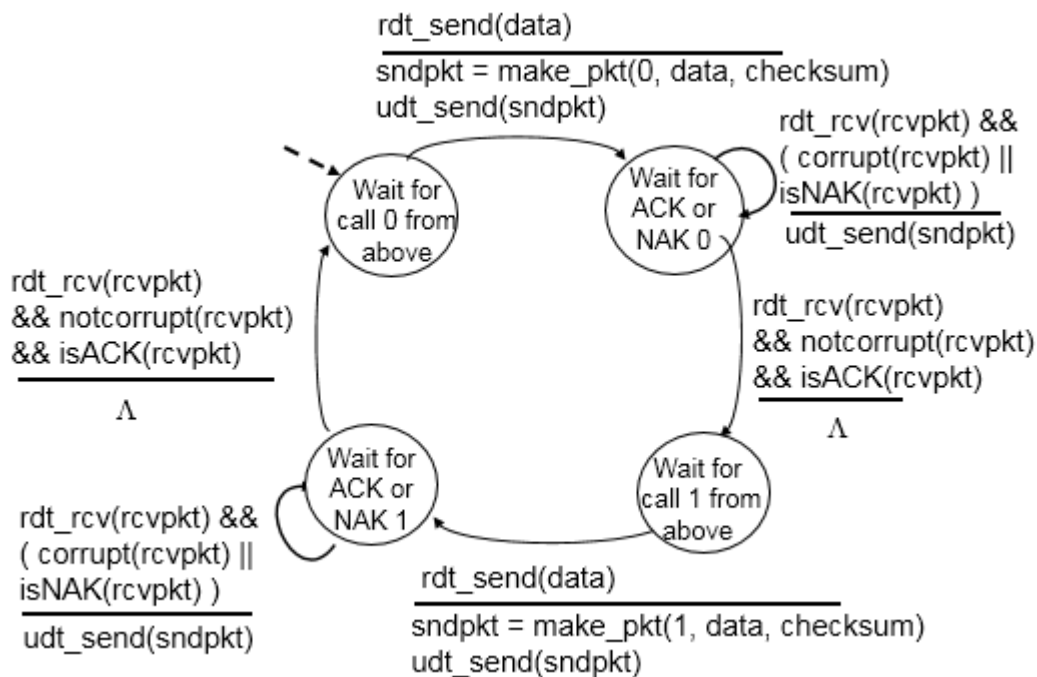 rdt_send(data)
sndpkt = make_pkt(0, data, checksum)
udt_send(sndpkt)
Wait for
call 0 from
above
Wait for
ACK or
NAK 0
rdt_rcv(rcvpkt) &&
( corrupt(rcvpkt) ||
isNAK(rcvpkt) )
udt_send(sndpkt)
rdt_rcv(rcvpkt)
&& notcorrupt(rcvpkt)
&& isACK(rcvpkt)
Λ
rdt_rcv(rcvpkt)
&& notcorrupt(rcvpkt)
&& isACK(rcvpkt)
Λ
Wait for
ACK or
NAK 1
Wait for
call 1 from
above
rdt_rcv(rcvpkt) &&
( corrupt(rcvpkt) ||
isNAK(rcvpkt) )
udt_send(sndpkt)
rdt_send(data)
sndpkt = make_pkt(1, data, checksum)
udt_send(sndpkt)